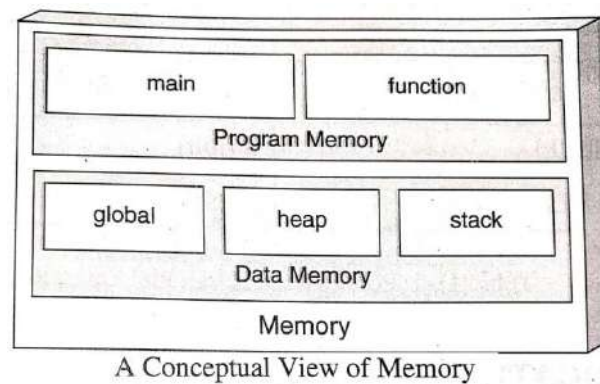 main function
Program Memory
global heap stack
Data Memory
Memory
A Conceptual View of Memory